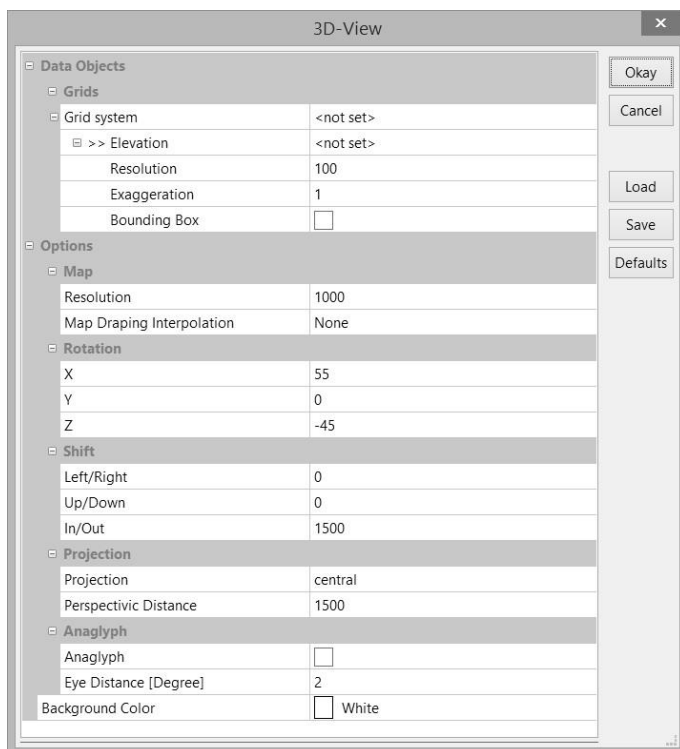 3D-View
Data Objects
Grids
Grid system <not set>
>> Elevation <not set>
Resolution 100
Exaggeration 1
Bounding Box
Options
Map
Resolution 1000
Map Draping Interpolation None
Rotation
X 55
Y 0
Z -45
Shift
Left/Right 0
Up/Down 0
In/Out 1500
Projection
Projection central
Perspectivic Distance 1500
Anaglyph
Anaglyph
Eye Distance [Degree] 2
Background Color White
Okay
Cancel
Load
Save
Defaults